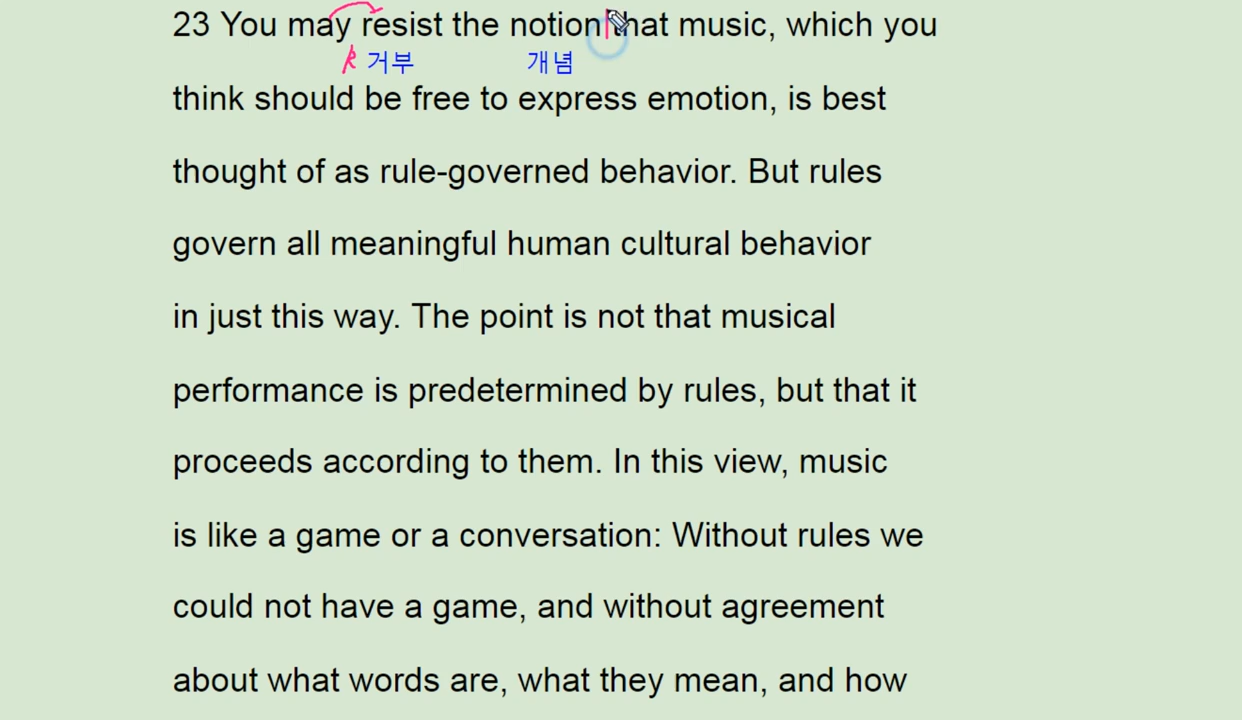 23 You may resist the notion that music, which you
R 거부 개념
think should be free to express emotion, is best
thought of as rule-governed behavior. But rules
govern all meaningful human cultural behavior
in just this way. The point is not that musical
performance is predetermined by rules, but that it
proceeds according to them. In this view, music
is like a game or a conversation: Without rules we
could not have a game, and without agreement
about what words are, what they mean, and how